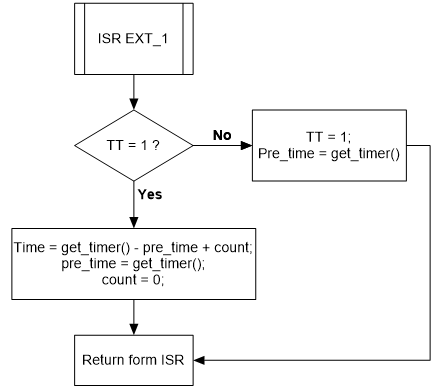 ISR EXT_1
TT = 1 ?
No
TT = 1;
Pre_time = get_timer()
Yes
Time = get_timer() - pre_time + count;
pre_time = get_timer();
count = 0;
Return form ISR